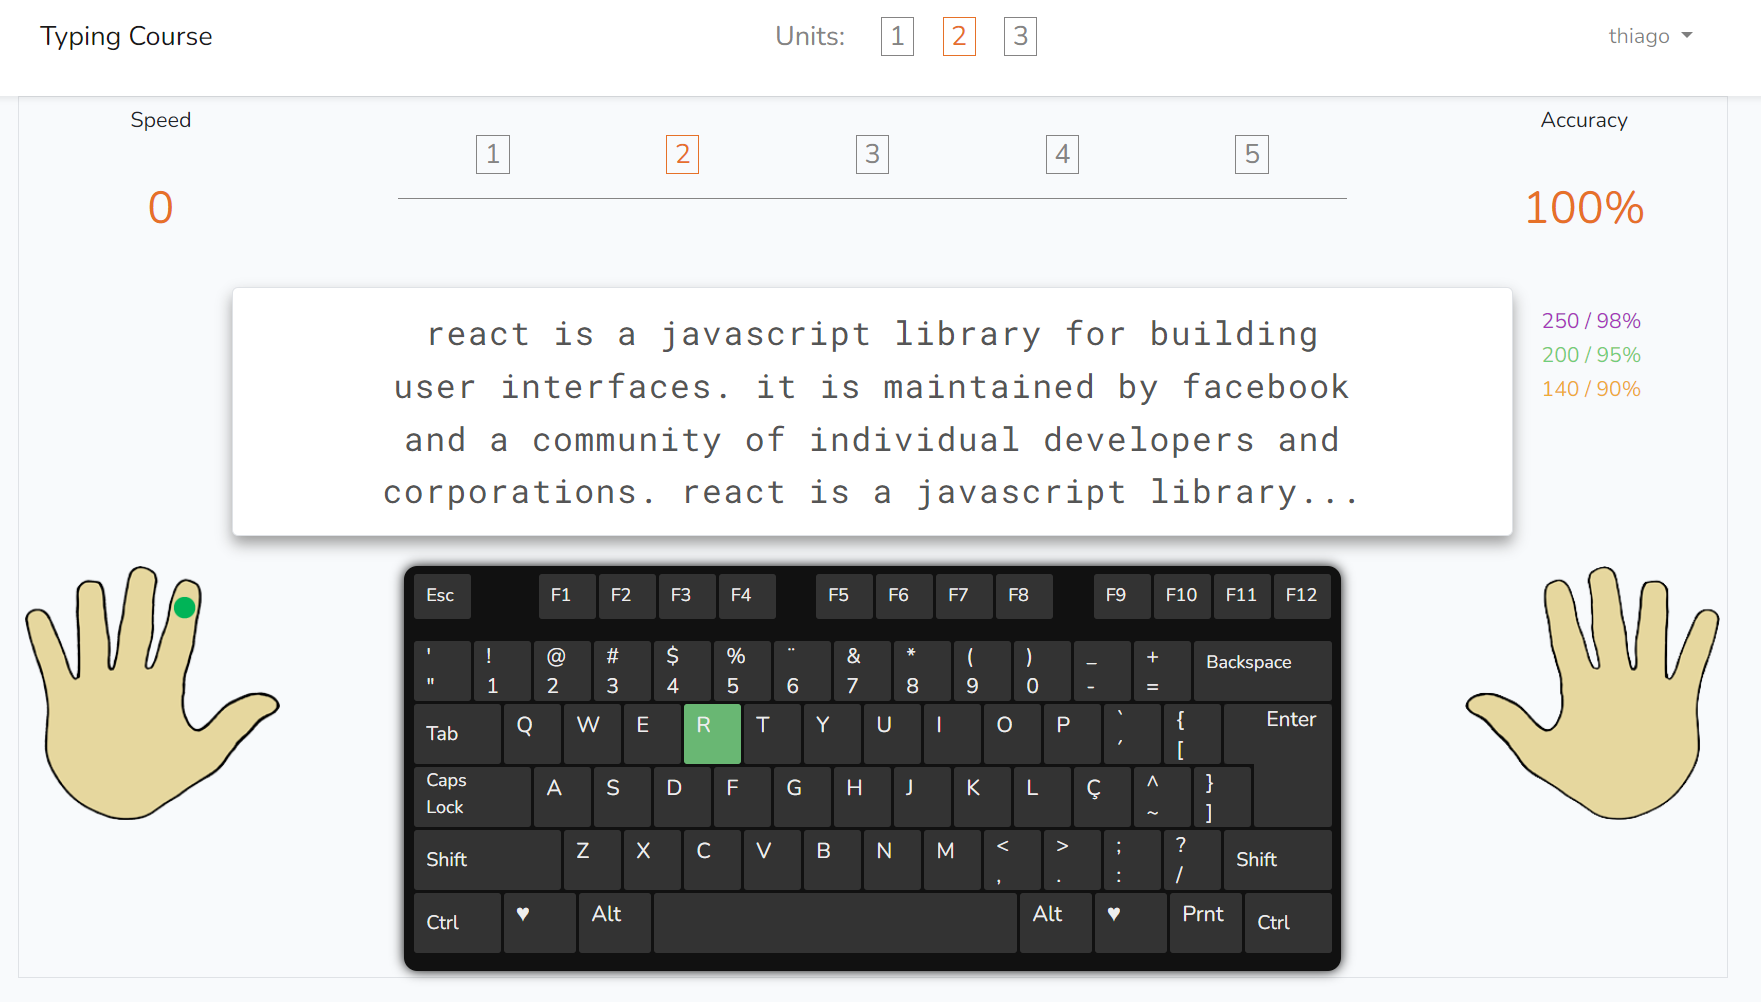 Typing Course
Units: 1 2 3
thiago
Speed
1 2 3 4 5
Accuracy
0
100%
react is a javascript library for building
user interfaces. it is maintained by facebook
and a community of individual developers and
corporations. react is a javascript library...
250 / 98%
200 / 95%
140 / 90%
Esc F1 F2 F3 F4 F5 F6 F7 F8 F9 F10 F11 F12
' ! @ # $ % ¨ & * ( ) _ + Backspace
" 1 2 3 4 5 6 7 8 9 0 - =
Tab Q W E R T Y U I O P ` { Enter
´ [
Caps Lock A S D F G H J K L Ç ^ }
~ ]
Shift Z X C V B N M < > ; ? Shift
, . : /
Ctrl ♥ Alt Alt ♥ Prnt Ctrl